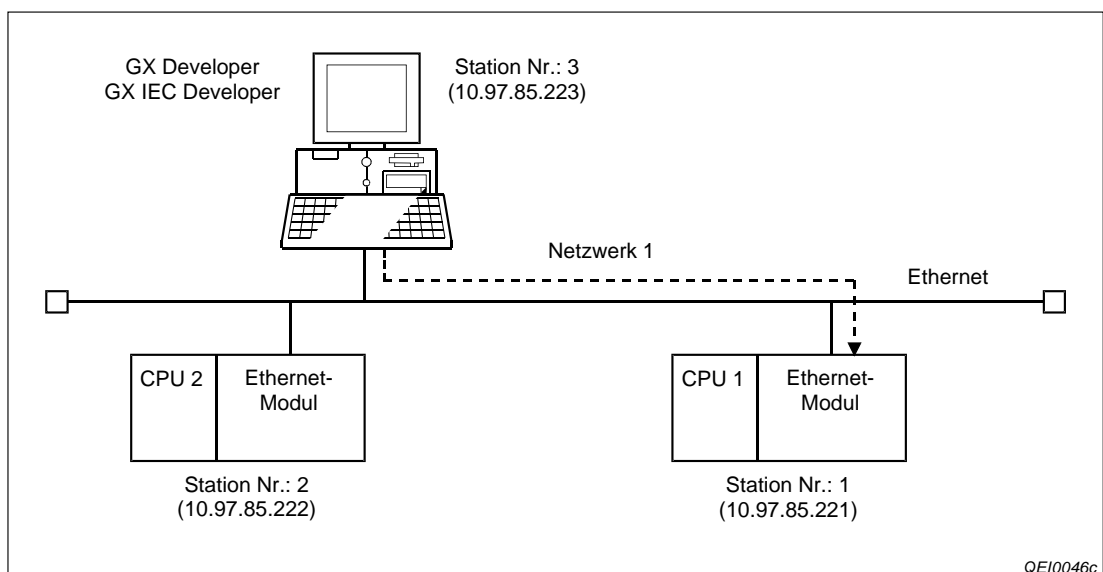 GX Developer
GX IEC Developer
Station Nr.: 3
(10.97.85.223)
Netzwerk 1
Ethernet
CPU 2
Ethernet-
Modul
CPU 1
Ethernet-
Modul
Station Nr.: 2
(10.97.85.222)
Station Nr.: 1
(10.97.85.221)
QEI0046c